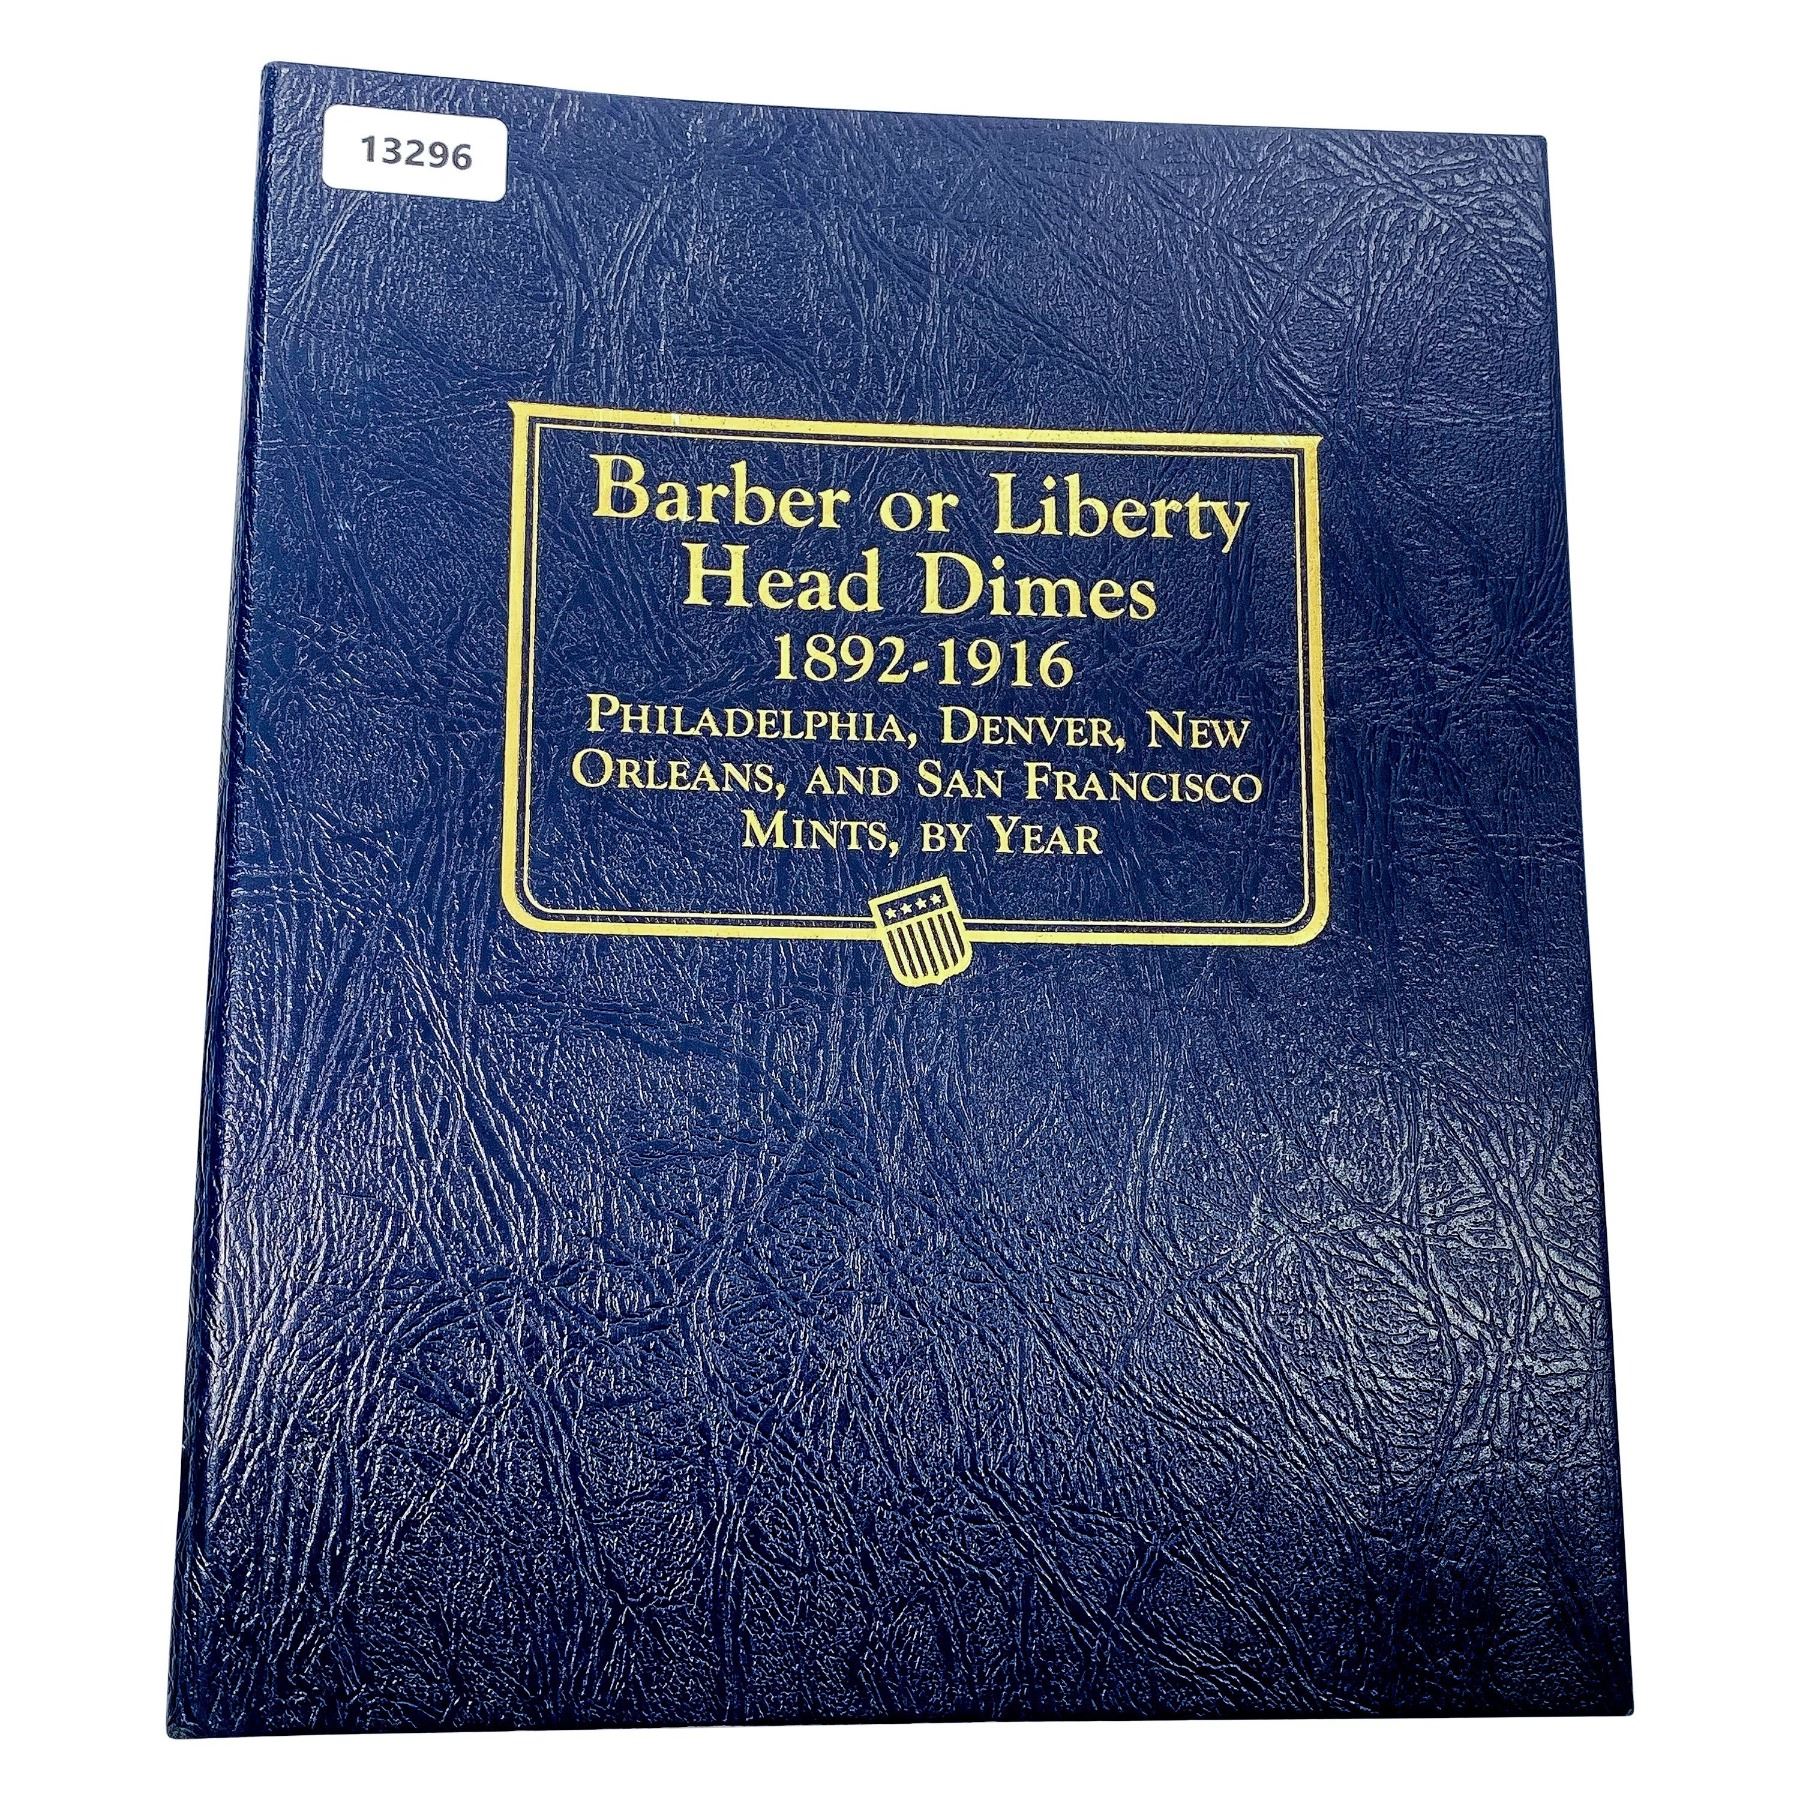 13296
Barber or Liberty
Head Dimes
1892-1916
Philadelphia, Denver, New
Orleans, and San Francisco
Mints, by Year